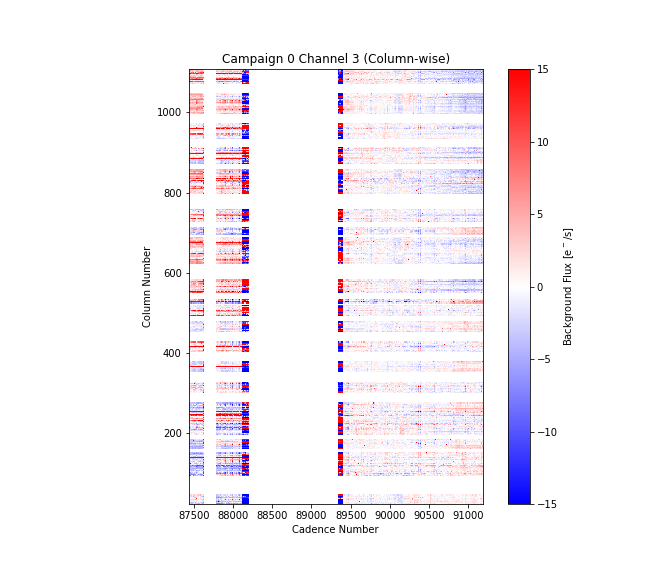 Campaign 0 Channel 3 (Column-wise)
1000
800
600
400
200
Column Number
87500 88000 88500 89000 89500 90000 90500 91000
Cadence Number
15
10
5
0
−5
−10
−15
Background Flux [e⁻/s]